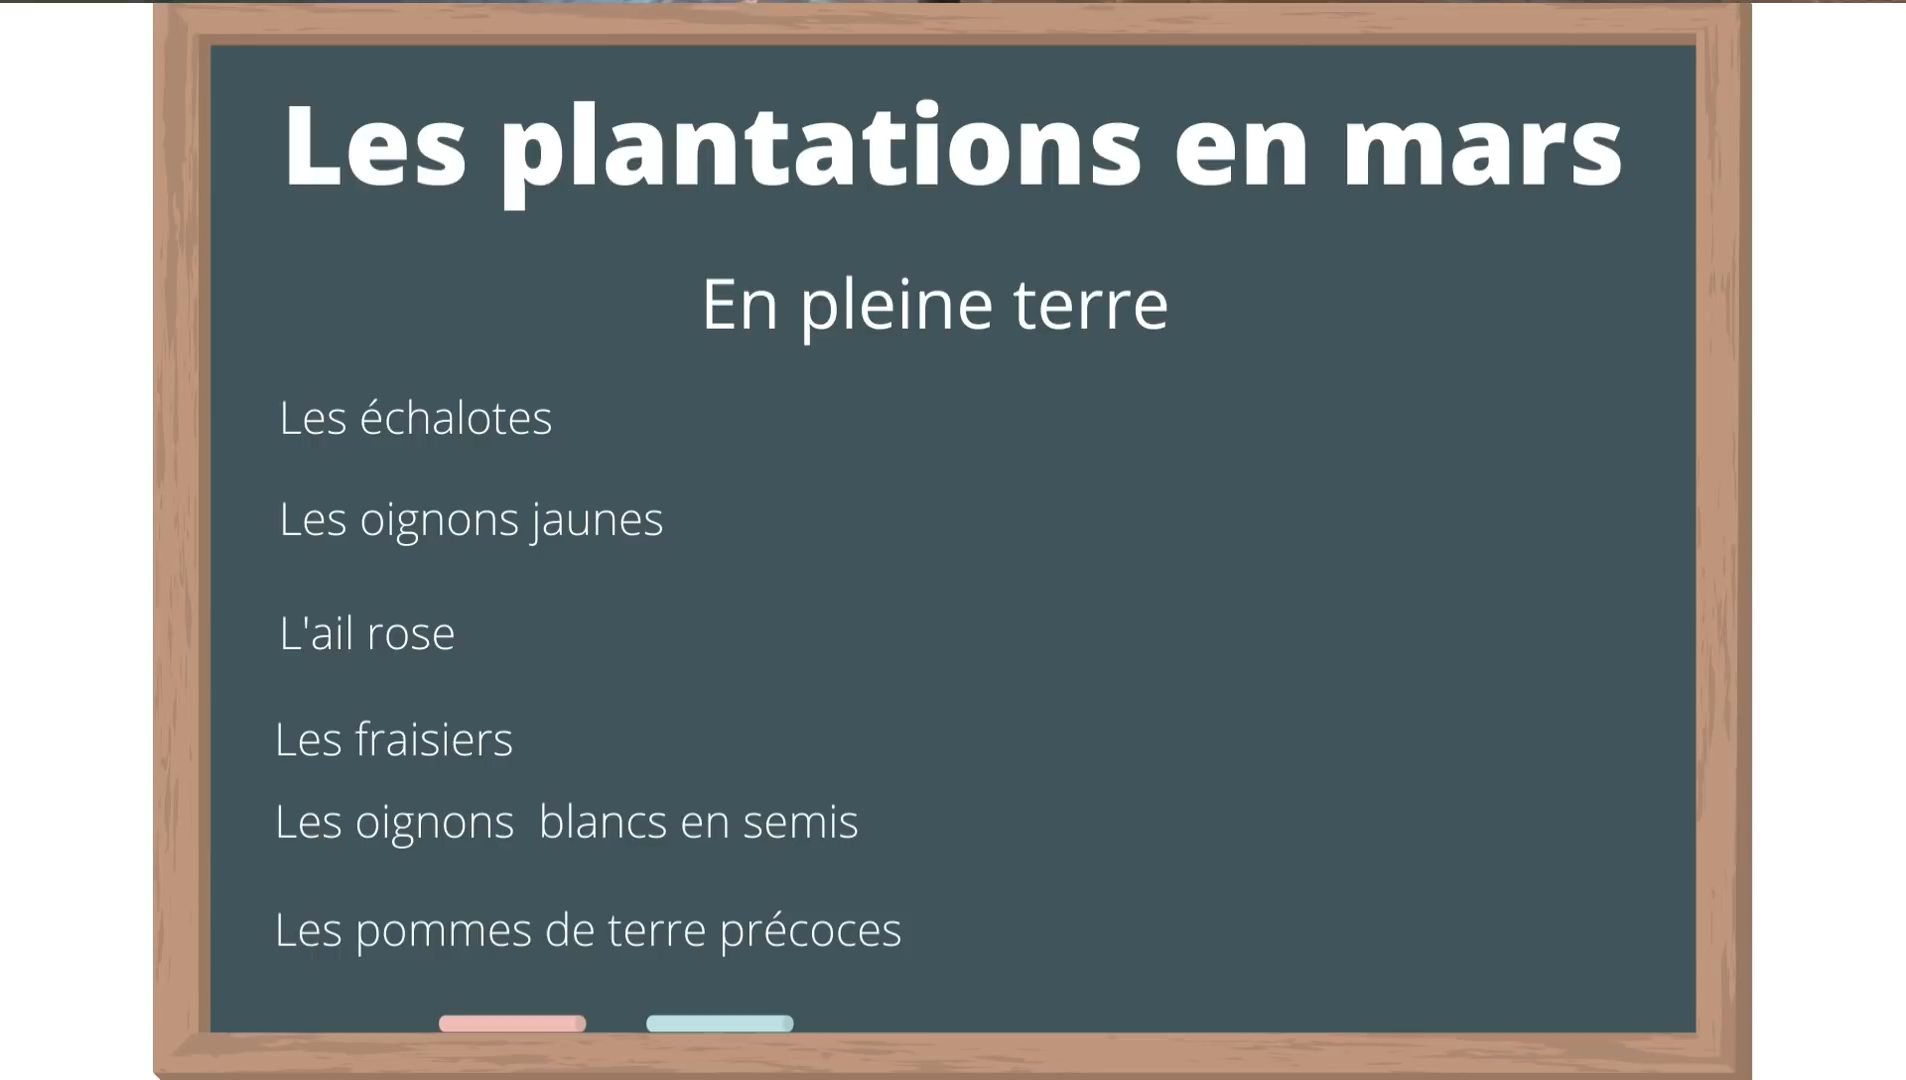 Les plantations en mars
En pleine terre
Les échalotes
Les oignons jaunes
L'ail rose
Les fraisiers
Les oignons  blancs en semis
Les pommes de terre précoces